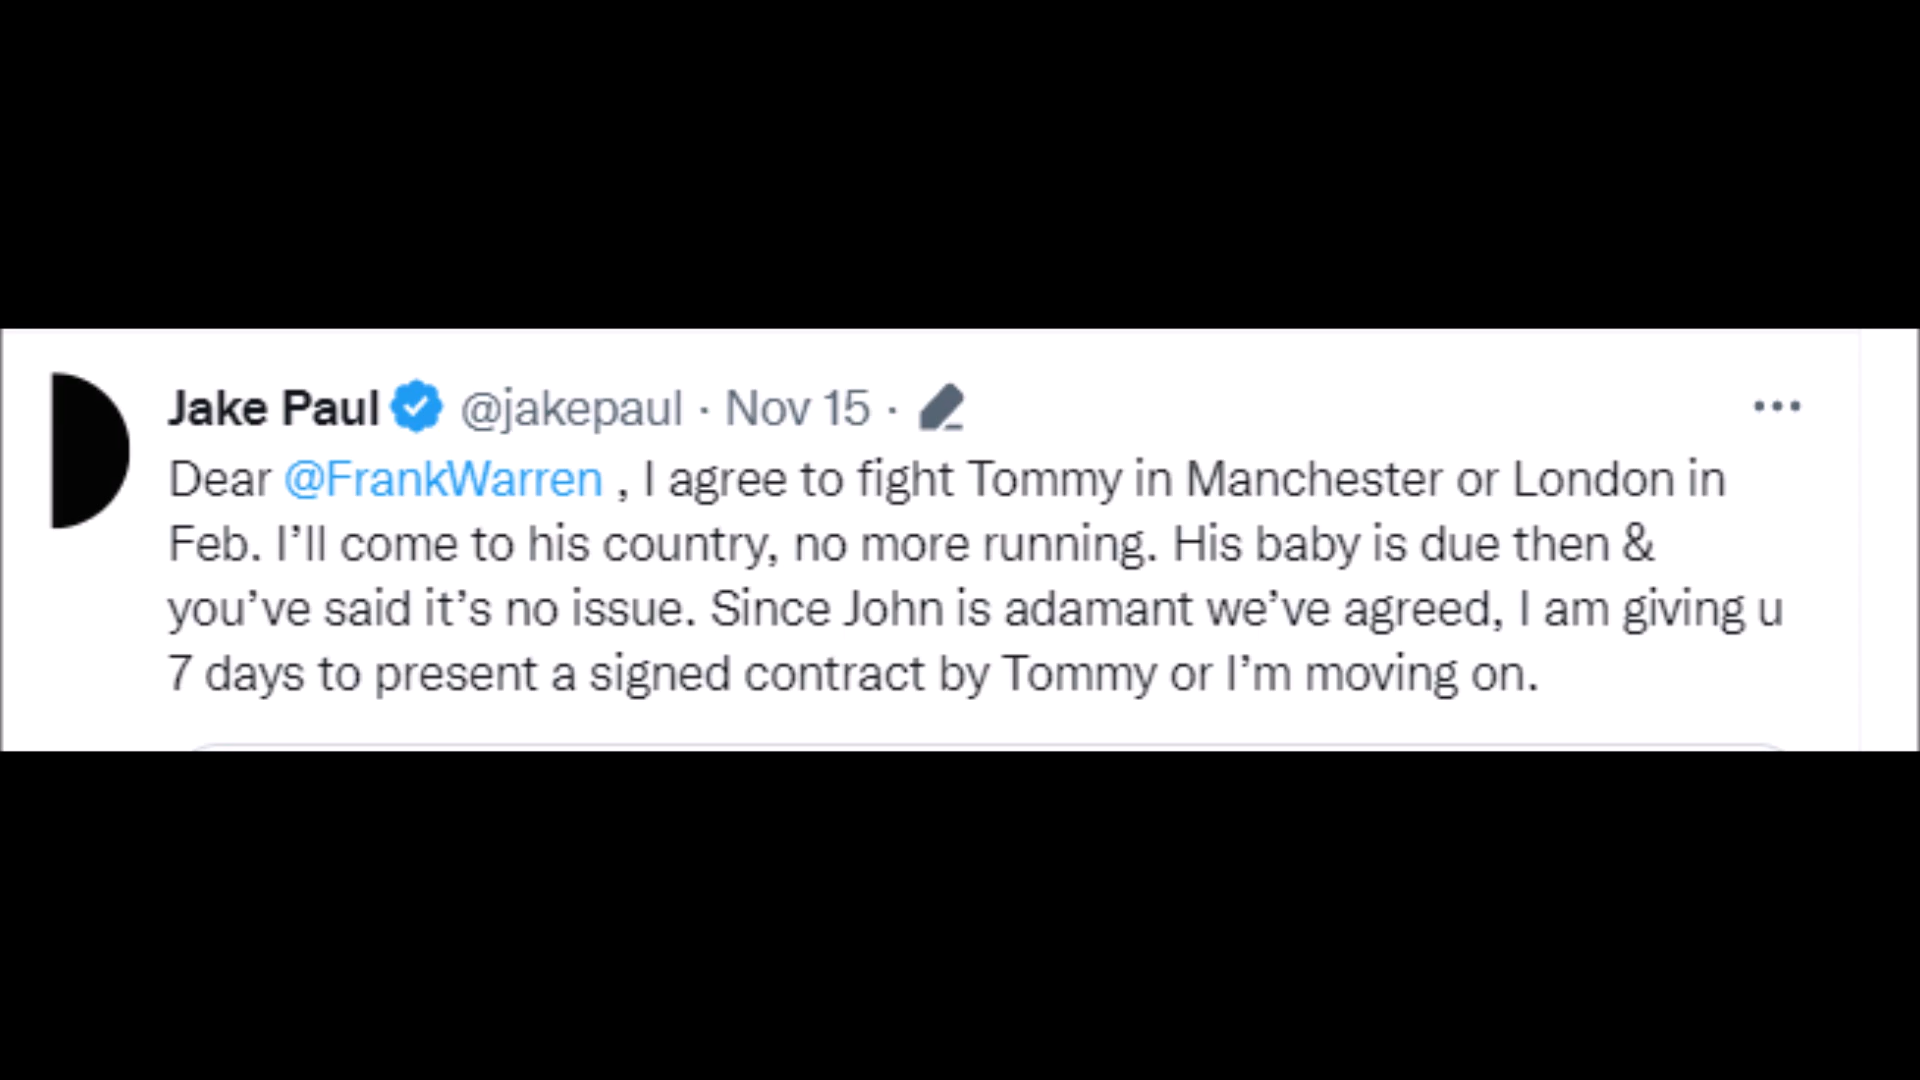 Jake Paul @jakepaul · Nov 15 ·
Dear @FrankWarren , I agree to fight Tommy in Manchester or London in
Feb. I’ll come to his country, no more running. His baby is due then &
you’ve said it’s no issue. Since John is adamant we’ve agreed, I am giving u
7 days to present a signed contract by Tommy or I’m moving on.